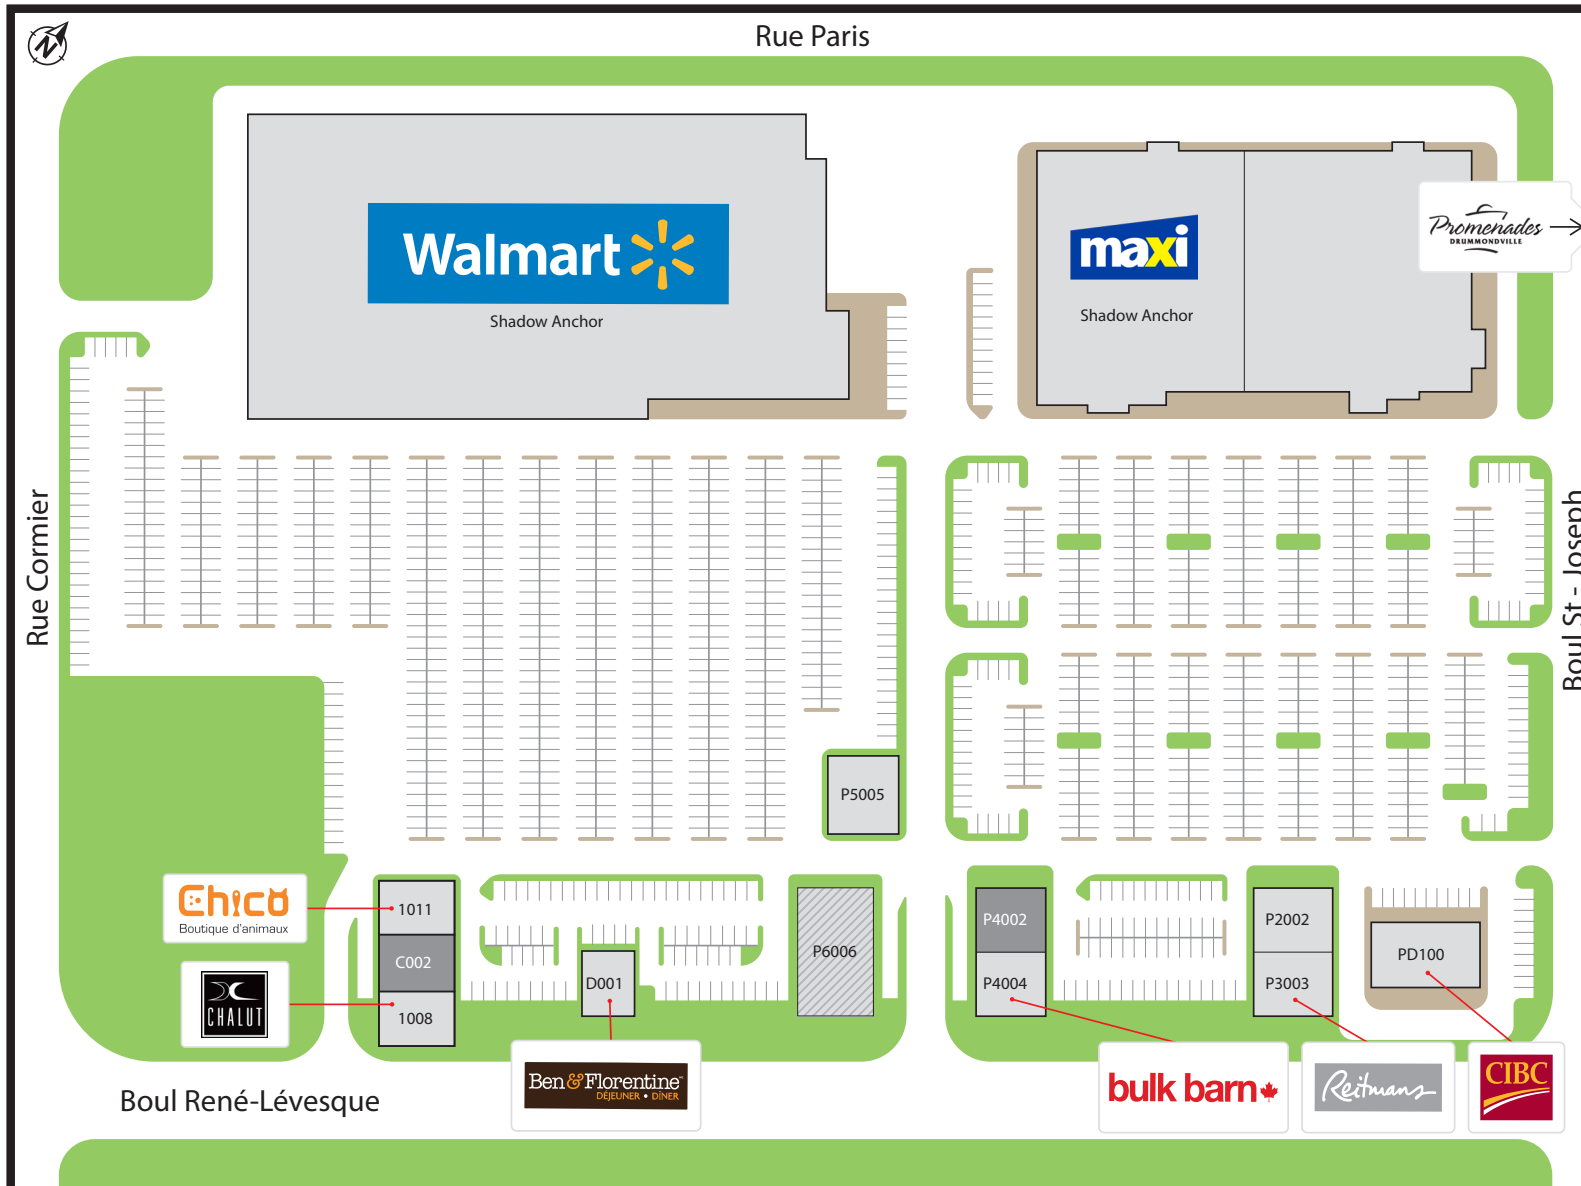 N
Rue Paris
Walmart
Shadow Anchor
maxi
Shadow Anchor
Promenades
DRUMMONDVILLE
Rue Cormier
Boul St - Joseph
P5005
Chico
Boutique d'animaux
1011
C002
1008
CHALUT
D001
P6006
P4002
P4004
P2002
P3003
PD100
Ben & Florentine™
DÉJEUNER • DÎNER
bulk barn
Reitmans
CIBC
Boul René-Lévesque